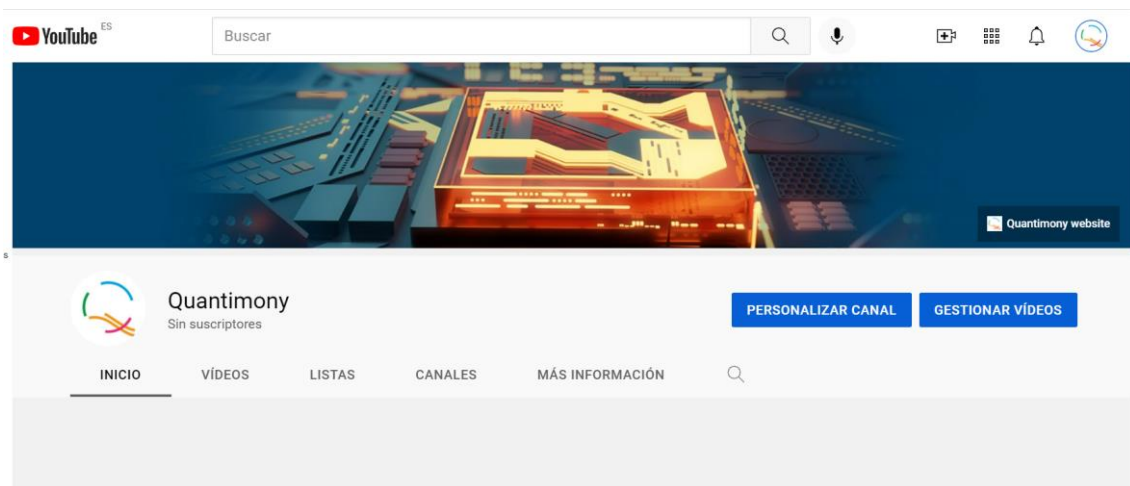 YouTube ES
Buscar
Quantimony website
s
Quantimony
Sin suscriptores
PERSONALIZAR CANAL
GESTIONAR VÍDEOS
INICIO
VÍDEOS
LISTAS
CANALES
MÁS INFORMACIÓN